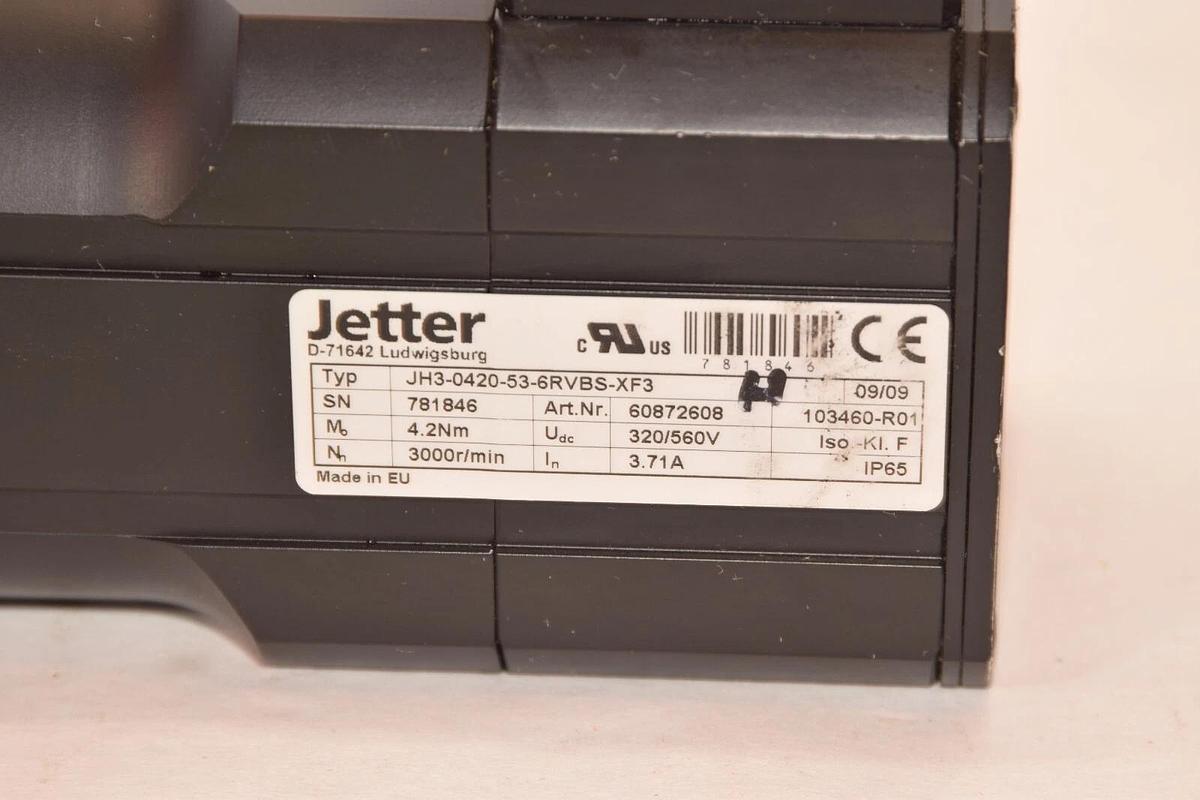 Jetter
D-71642 Ludwigsburg
c RU US
781846
CE
Typ JH3-0420-53-6RVBS-XF3 09/09
SN 781846 Art.Nr. 60872608 103460-R01
Mo 4.2Nm Udc 320/560V Iso.-Kl. F
Nn 3000r/min In 3.71A IP65
Made in EU